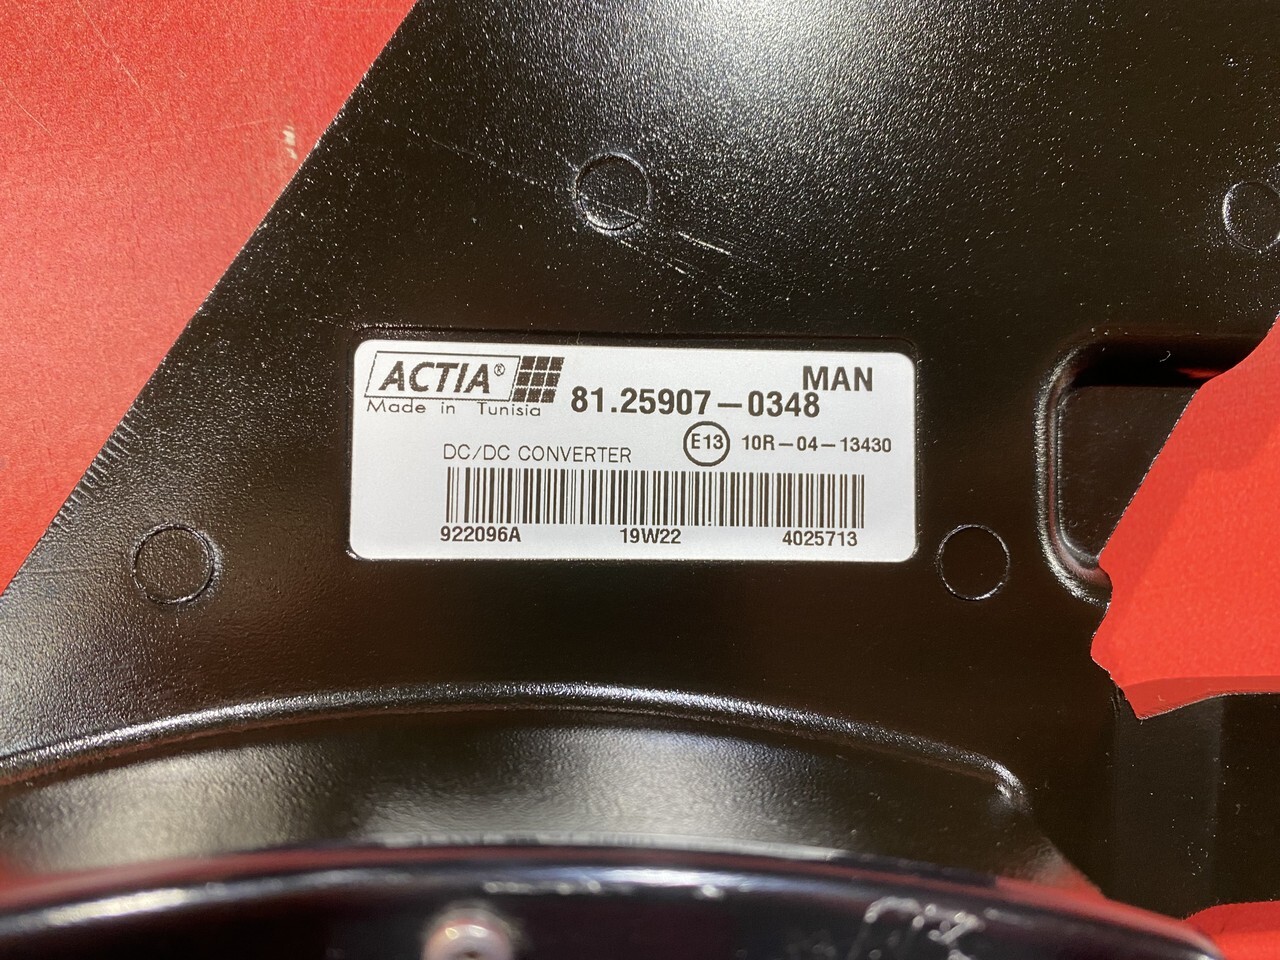 ACTIA®
MAN
Made in Tunisia
81.25907-0348
E13 10R-04-13430
DC/DC CONVERTER
922096A 19W22 4025713